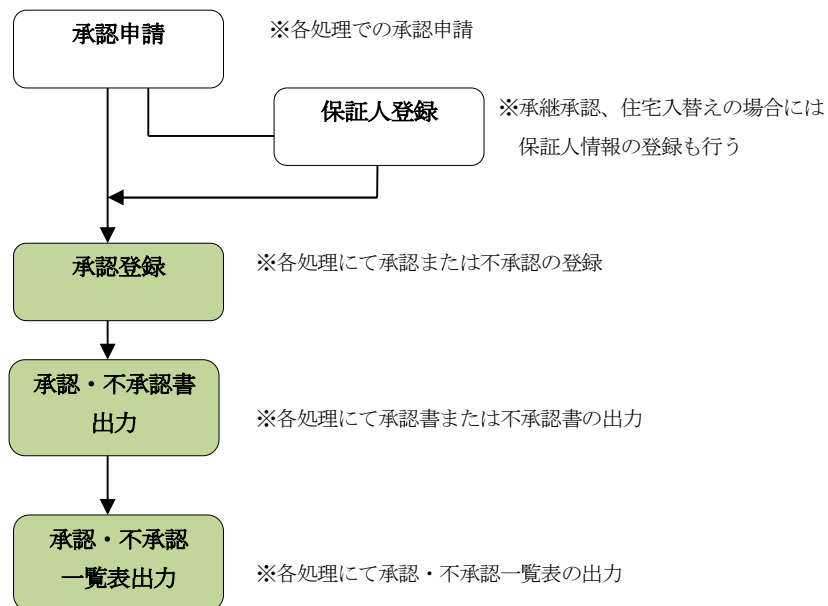 承認申請
※各処理での承認申請
保証人登録
※承継承認、住宅入替えの場合には
保証人情報の登録も行う
承認登録
※各処理にて承認または不承認の登録
承認・不承認書
出力
※各処理にて承認書または不承認書の出力
承認・不承認
一覧表出力
※各処理にて承認・不承認一覧表の出力